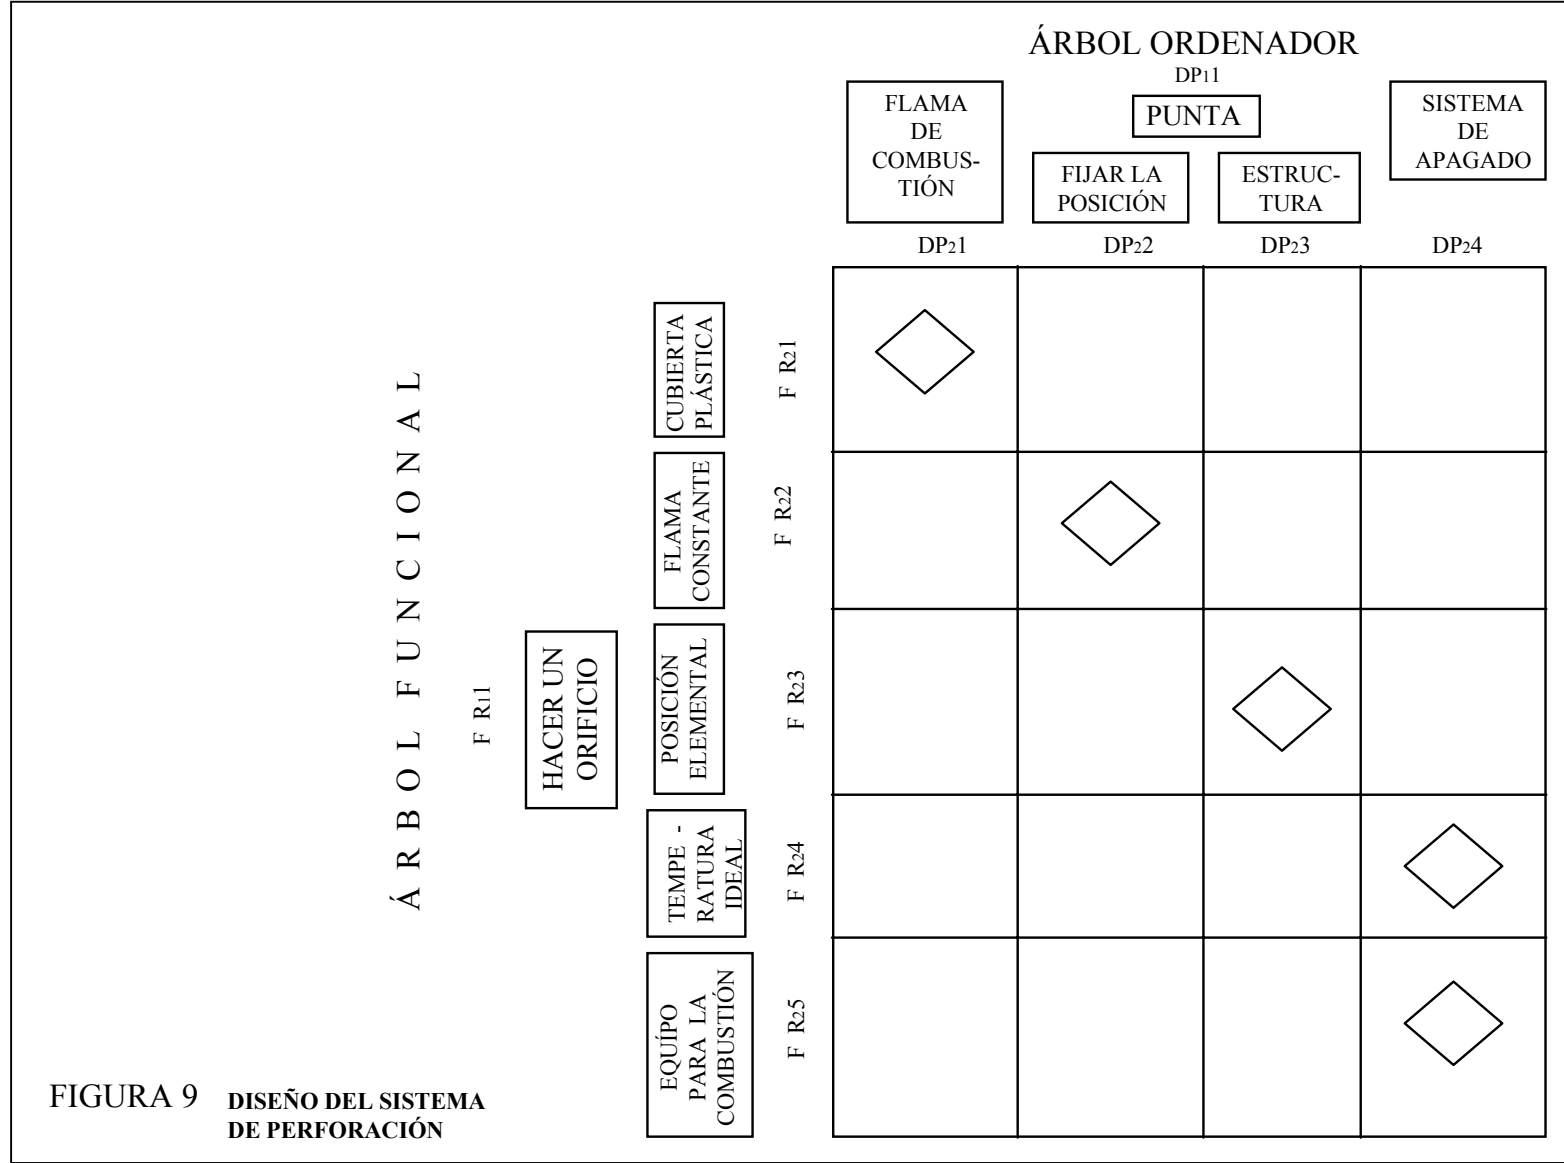 ÁRBOL ORDENADOR
DP11
FLAMA
DE
COMBUS-
TIÓN
PUNTA
SISTEMA
DE
APAGADO
FIJAR LA
POSICIÓN
ESTRUC-
TURA
DP21
DP22
DP23
DP24
ÁRBOL FUNCIONAL
F R11
HACER UN
ORIFICIO
CUBIERTA
PLÁSTICA
F R21
FLAMA
CONSTANTE
F R22
POSICIÓN
ELEMENTAL
F R23
TEMPE -
RATURA
IDEAL
F R24
EQUÍPO
PARA LA
COMBUSTIÓN
F R25
FIGURA 9 DISEÑO DEL SISTEMA
DE PERFORACIÓN